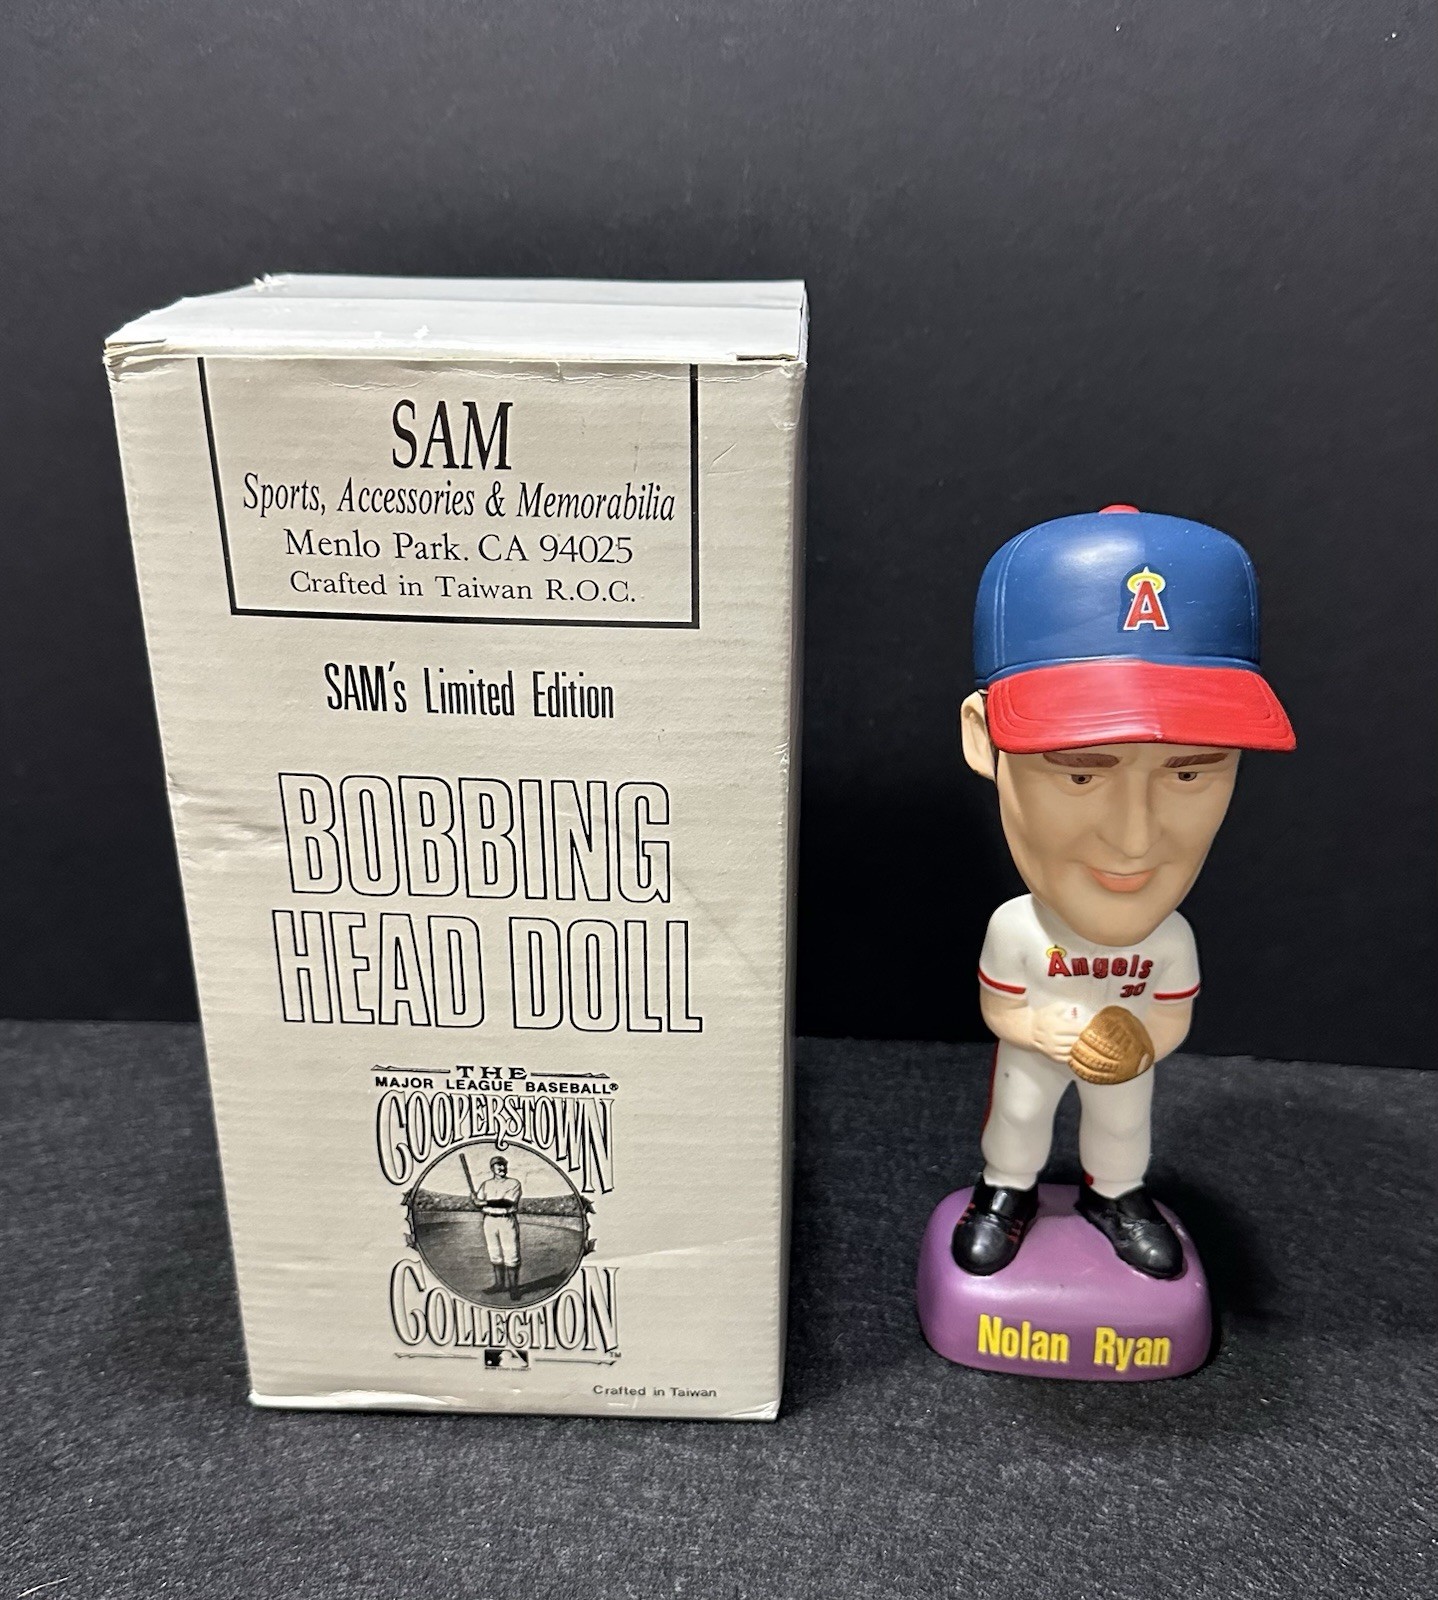 SAM
Sports, Accessories & Memorabilia
Menlo Park. CA 94025
Crafted in Taiwan R.O.C.
SAM's Limited Edition
BOBBING
HEAD DOLL
THE
MAJOR LEAGUE BASEBALL®
COOPERSTOWN
COLLECTION™
Crafted in Taiwan
A
Angels
30
Nolan Ryan